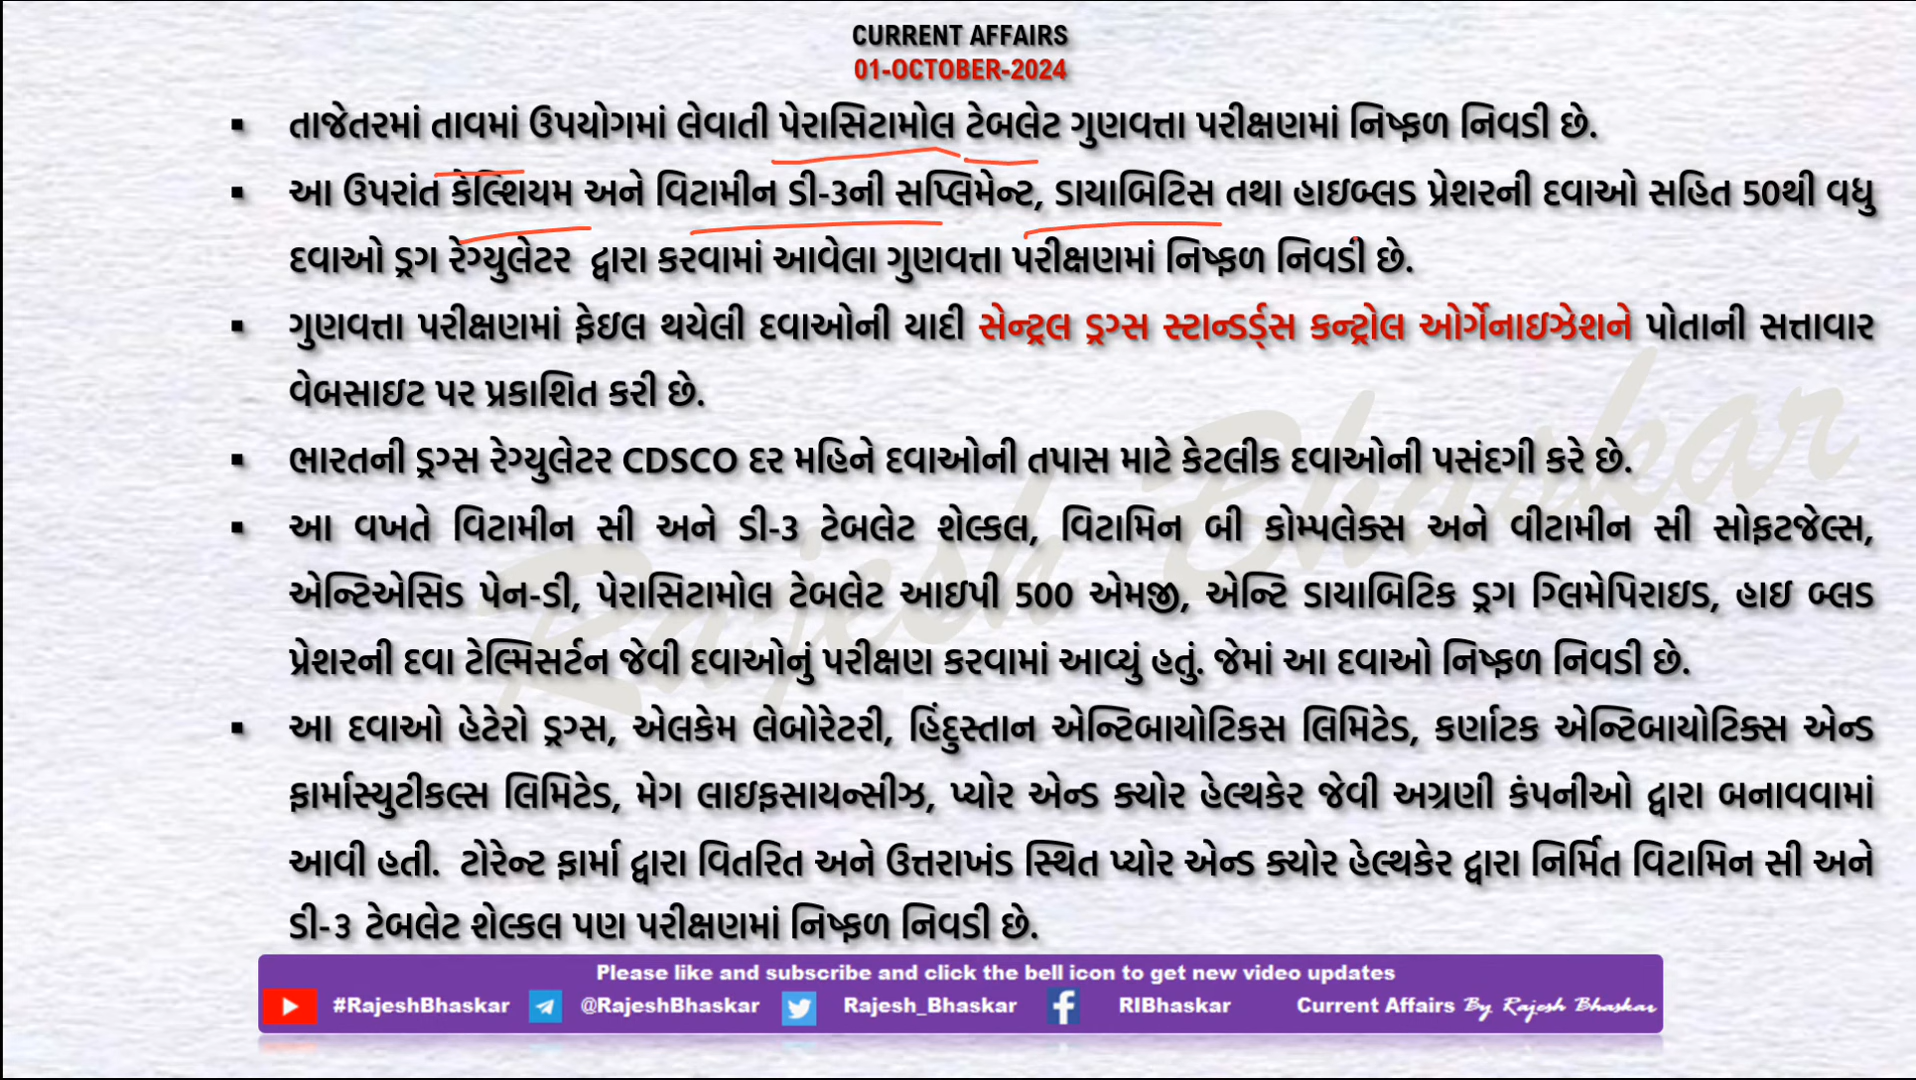 CURRENT AFFAIRS
01-OCTOBER-2024
▪ તાજેતરમાં તાવમાં ઉપયોગમાં લેવાતી પેરાસિટામોલ ટેબલેટ ગુણવત્તા પરીક્ષણમાં નિષ્ફળ નિવડી છે.
▪ આ ઉપરાંત કેલ્શિયમ અને વિટામીન ડી-૩ની સપ્લિમેન્ટ, ડાયાબિટિસ તથા હાઇબ્લડ પ્રેશરની દવાઓ સહિત 50થી વધુ
દવાઓ ડ્રગ રેગ્યુલેટર દ્વારા કરવામાં આવેલા ગુણવત્તા પરીક્ષણમાં નિષ્ફળ નિવડી છે.
▪ ગુણવત્તા પરીક્ષણમાં ફેઇલ થયેલી દવાઓની યાદી સેન્ટ્રલ ડ્રગ્સ સ્ટાન્ડર્ડ્સ કન્ટ્રોલ ઓર્ગેનાઇઝેશને પોતાની સત્તાવાર
વેબસાઇટ પર પ્રકાશિત કરી છે.
▪ ભારતની ડ્રગ્સ રેગ્યુલેટર CDSCO દર મહિને દવાઓની તપાસ માટે કેટલીક દવાઓની પસંદગી કરે છે.
▪ આ વખતે વિટામીન સી અને ડી-૩ ટેબલેટ શેલ્કલ, વિટામિન બી કોમ્પલેક્સ અને વીટામીન સી સોફટજેલ્સ,
એન્ટિએસિડ પેન-ડી, પેરાસિટામોલ ટેબલેટ આઇપી 500 એમજી, એન્ટિ ડાયાબિટિક ડ્રગ ગ્લિમેપિરાઇડ, હાઇ બ્લડ
પ્રેશરની દવા ટેલ્મિસર્ટન જેવી દવાઓનું પરીક્ષણ કરવામાં આવ્યું હતું. જેમાં આ દવાઓ નિષ્ફળ નિવડી છે.
▪ આ દવાઓ હેટેરો ડ્રગ્સ, એલકેમ લેબોરેટરી, હિંદુસ્તાન એન્ટિબાયોટિકસ લિમિટેડ, કર્ણાટક એન્ટિબાયોટિક્સ એન્ડ
ફાર્માસ્યુટીકલ્સ લિમિટેડ, મેગ લાઇફસાયન્સીઝ, પ્યોર એન્ડ ક્યોર હેલ્થકેર જેવી અગ્રણી કંપનીઓ દ્વારા બનાવવામાં
આવી હતી. ટોરેન્ટ ફાર્મા દ્વારા વિતરિત અને ઉત્તરાખંડ સ્થિત પ્યોર એન્ડ ક્યોર હેલ્થકેર દ્વારા નિર્મિત વિટામિન સી અને
ડી-૩ ટેબલેટ શેલ્કલ પણ પરીક્ષણમાં નિષ્ફળ નિવડી છે.
Rajesh Bhaskar
Please like and subscribe and click the bell icon to get new video updates
#RajeshBhaskar @RajeshBhaskar Rajesh_Bhaskar RIBhaskar Current Affairs By Rajesh Bhaskar